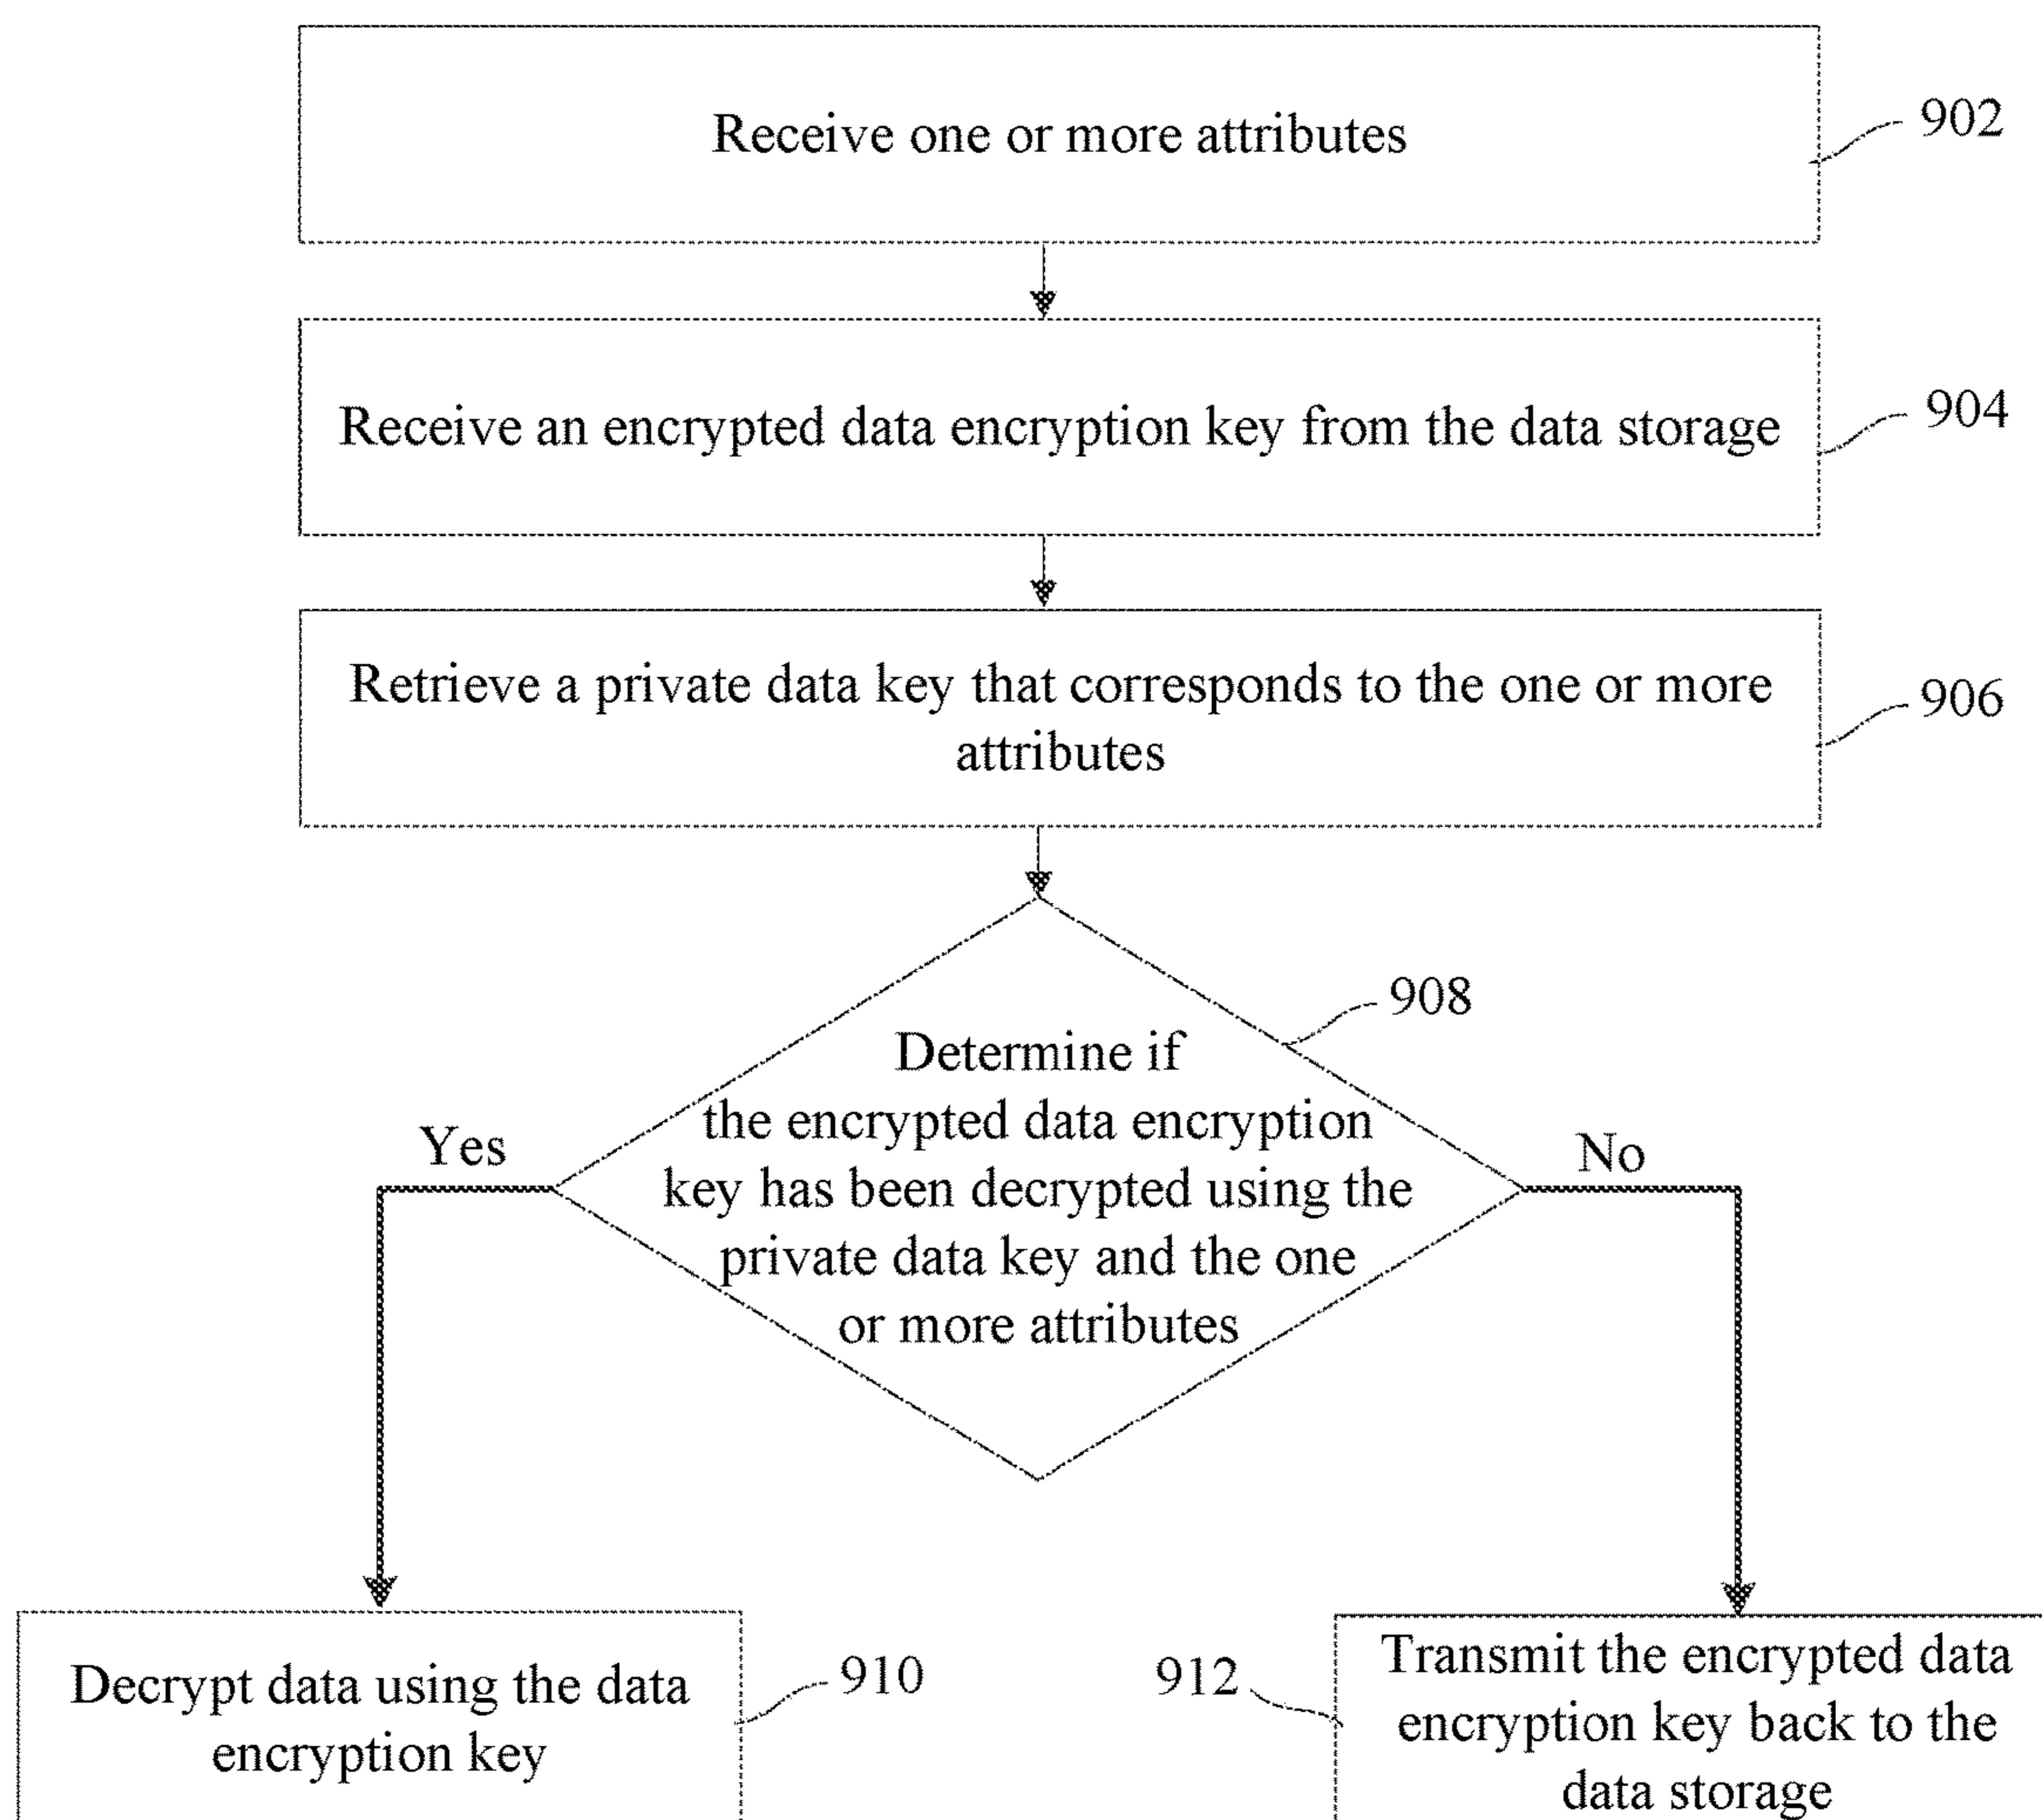 Receive one or more attributes
902
Receive an encrypted data encryption key from the data storage
904
Retrieve a private data key that corresponds to the one or more
attributes
906
908
Determine if
the encrypted data encryption
key has been decrypted using the
private data key and the one
or more attributes
Yes
No
Decrypt data using the data
encryption key
910
912
Transmit the encrypted data
encryption key back to the
data storage